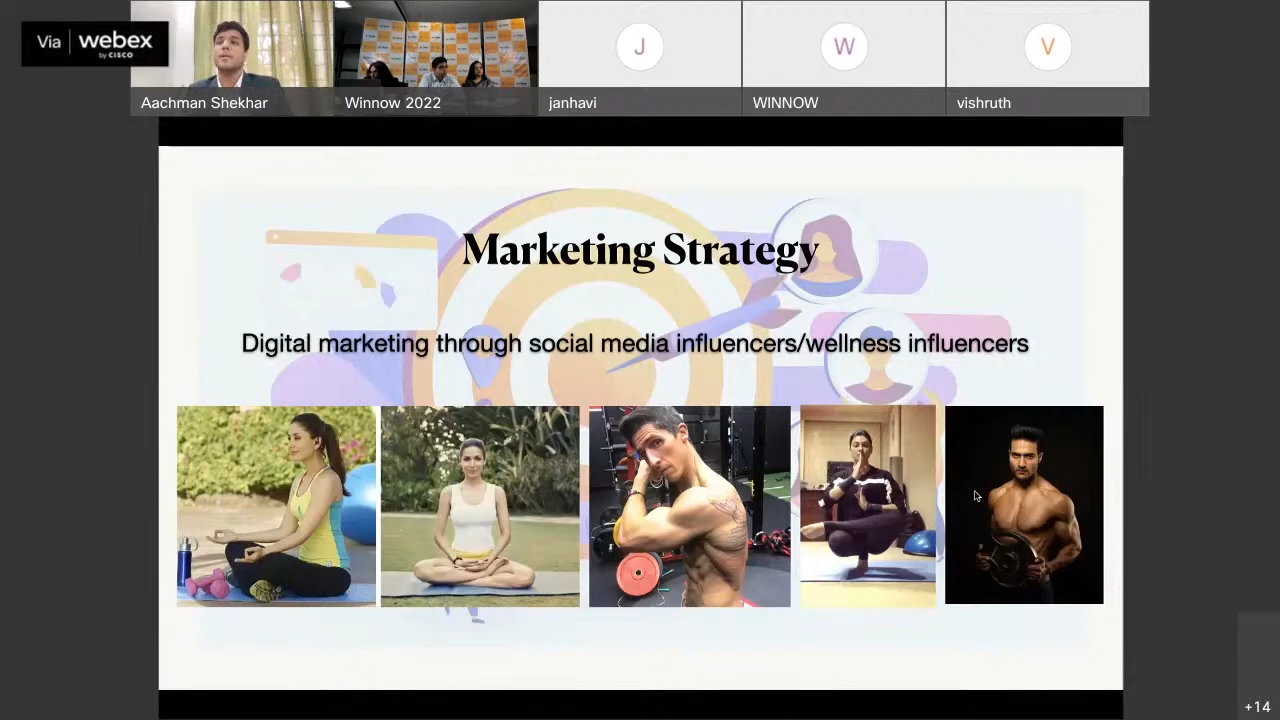 Via | webex
by CISCO
J
W
V
Aachman Shekhar
Winnow 2022
janhavi
WINNOW
vishruth
Marketing Strategy
Digital marketing through social media influencers/wellness influencers
+14